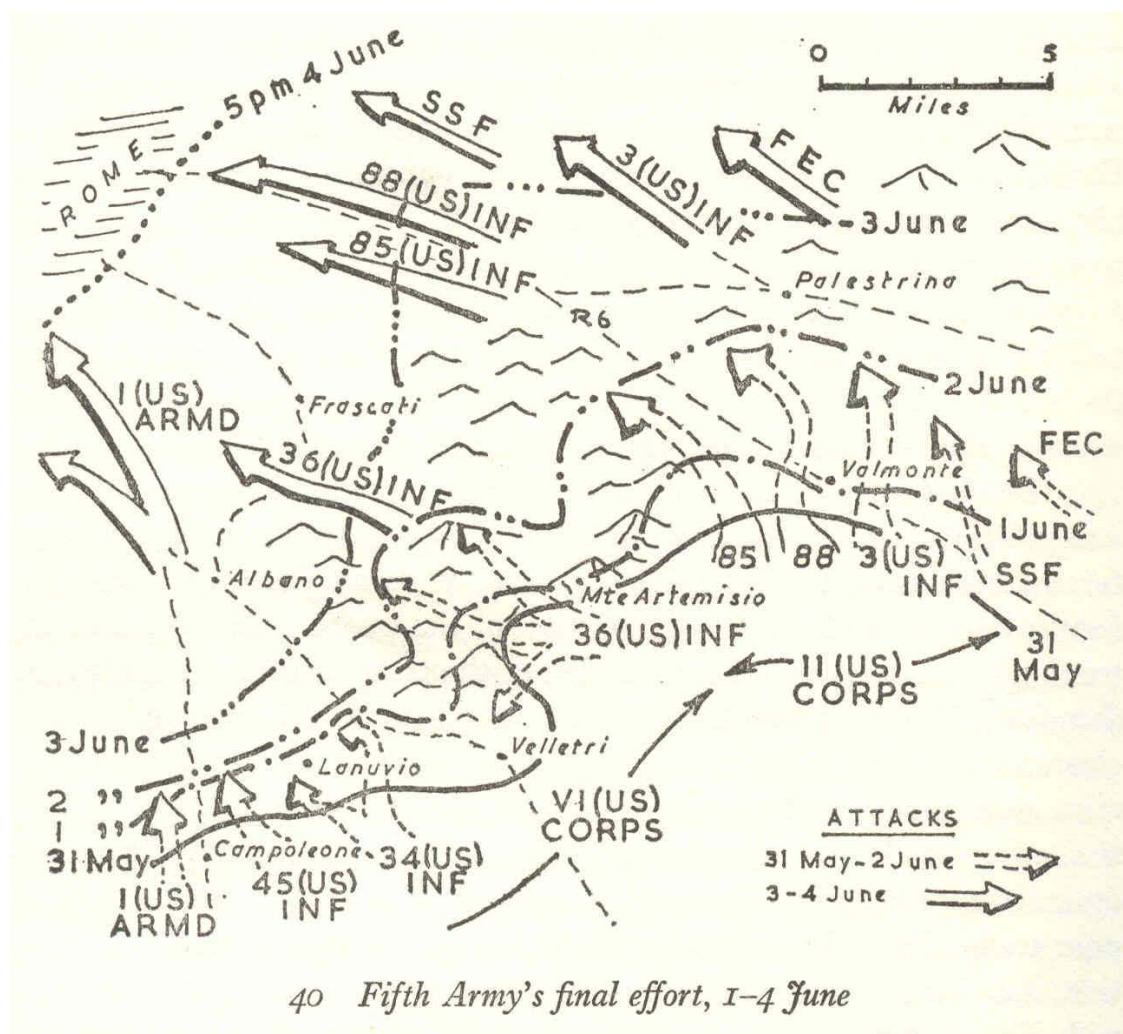 5pm 4 June
0 5
Miles
ROME
SSF
3(US)INF
FEC
88(US)INF
85(US)INF
-3 June
Palestrina
R6
2 June
1(US)
ARMD
Frascati
36(US)INF
FEC
Valmonte
1 June
85
88
3(US)
INF
SSF
Albano
Mte Artemisio
36(US)INF
31
May
II(US)
CORPS
3 June
Velletri
Lanuvio
2 ,,
1 ,,
31 May
VI(US)
CORPS
Campoleone
34(US)
INF
45(US)
INF
1(US)
ARMD
ATTACKS
31 May-2 June
3-4 June
40 Fifth Army's final effort, 1–4 June